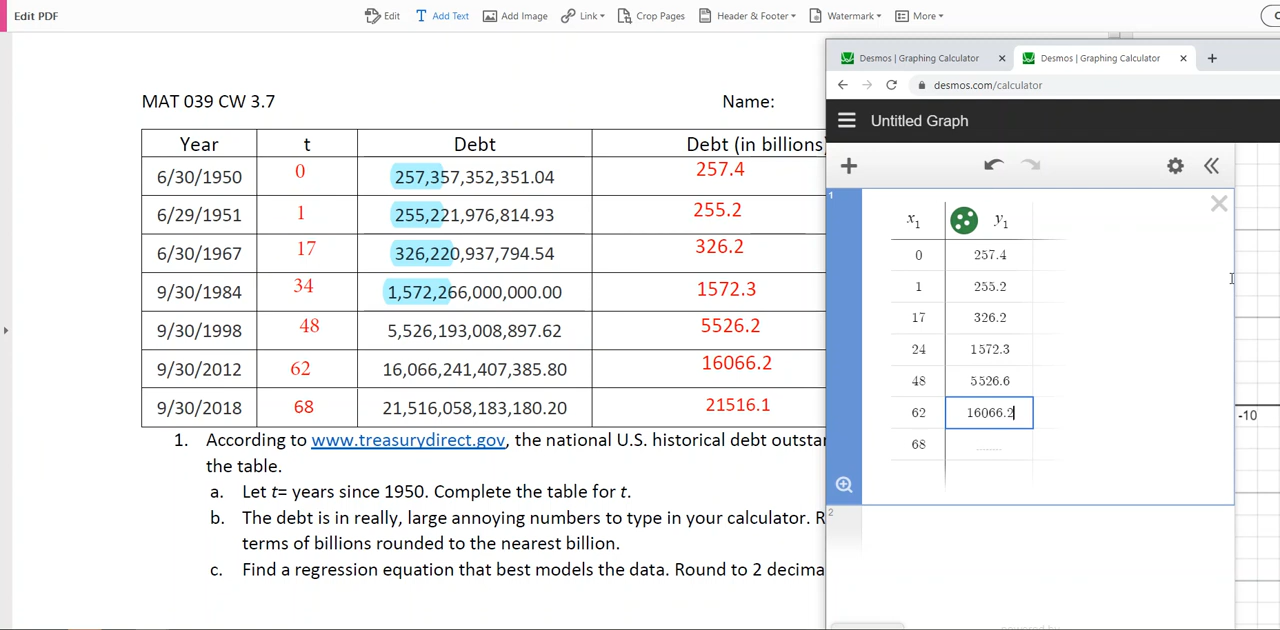 Edit PDF
Edit Add Text Add Image Link Crop Pages Header & Footer Watermark More
MAT 039 CW 3.7 Name:
Year t Debt Debt (in billions)
6/30/1950 0 257,357,352,351.04 257.4
6/29/1951 1 255,221,976,814.93 255.2
6/30/1967 17 326,220,937,794.54 326.2
9/30/1984 34 1,572,266,000,000.00 1572.3
9/30/1998 48 5,526,193,008,897.62 5526.2
9/30/2012 62 16,066,241,407,385.80 16066.2
9/30/2018 68 21,516,058,183,180.20 21516.1
1. According to www.treasurydirect.gov, the national U.S. historical debt outsta
the table.
a. Let t= years since 1950. Complete the table for t.
b. The debt is in really, large annoying numbers to type in your calculator. R
terms of billions rounded to the nearest billion.
c. Find a regression equation that best models the data. Round to 2 decima
Desmos | Graphing Calculator Desmos | Graphing Calculator
desmos.com/calculator
Untitled Graph
1
x1 y1
0 257.4
1 255.2
17 326.2
24 1572.3
48 5526.6
62 16066.2
68
2
-10